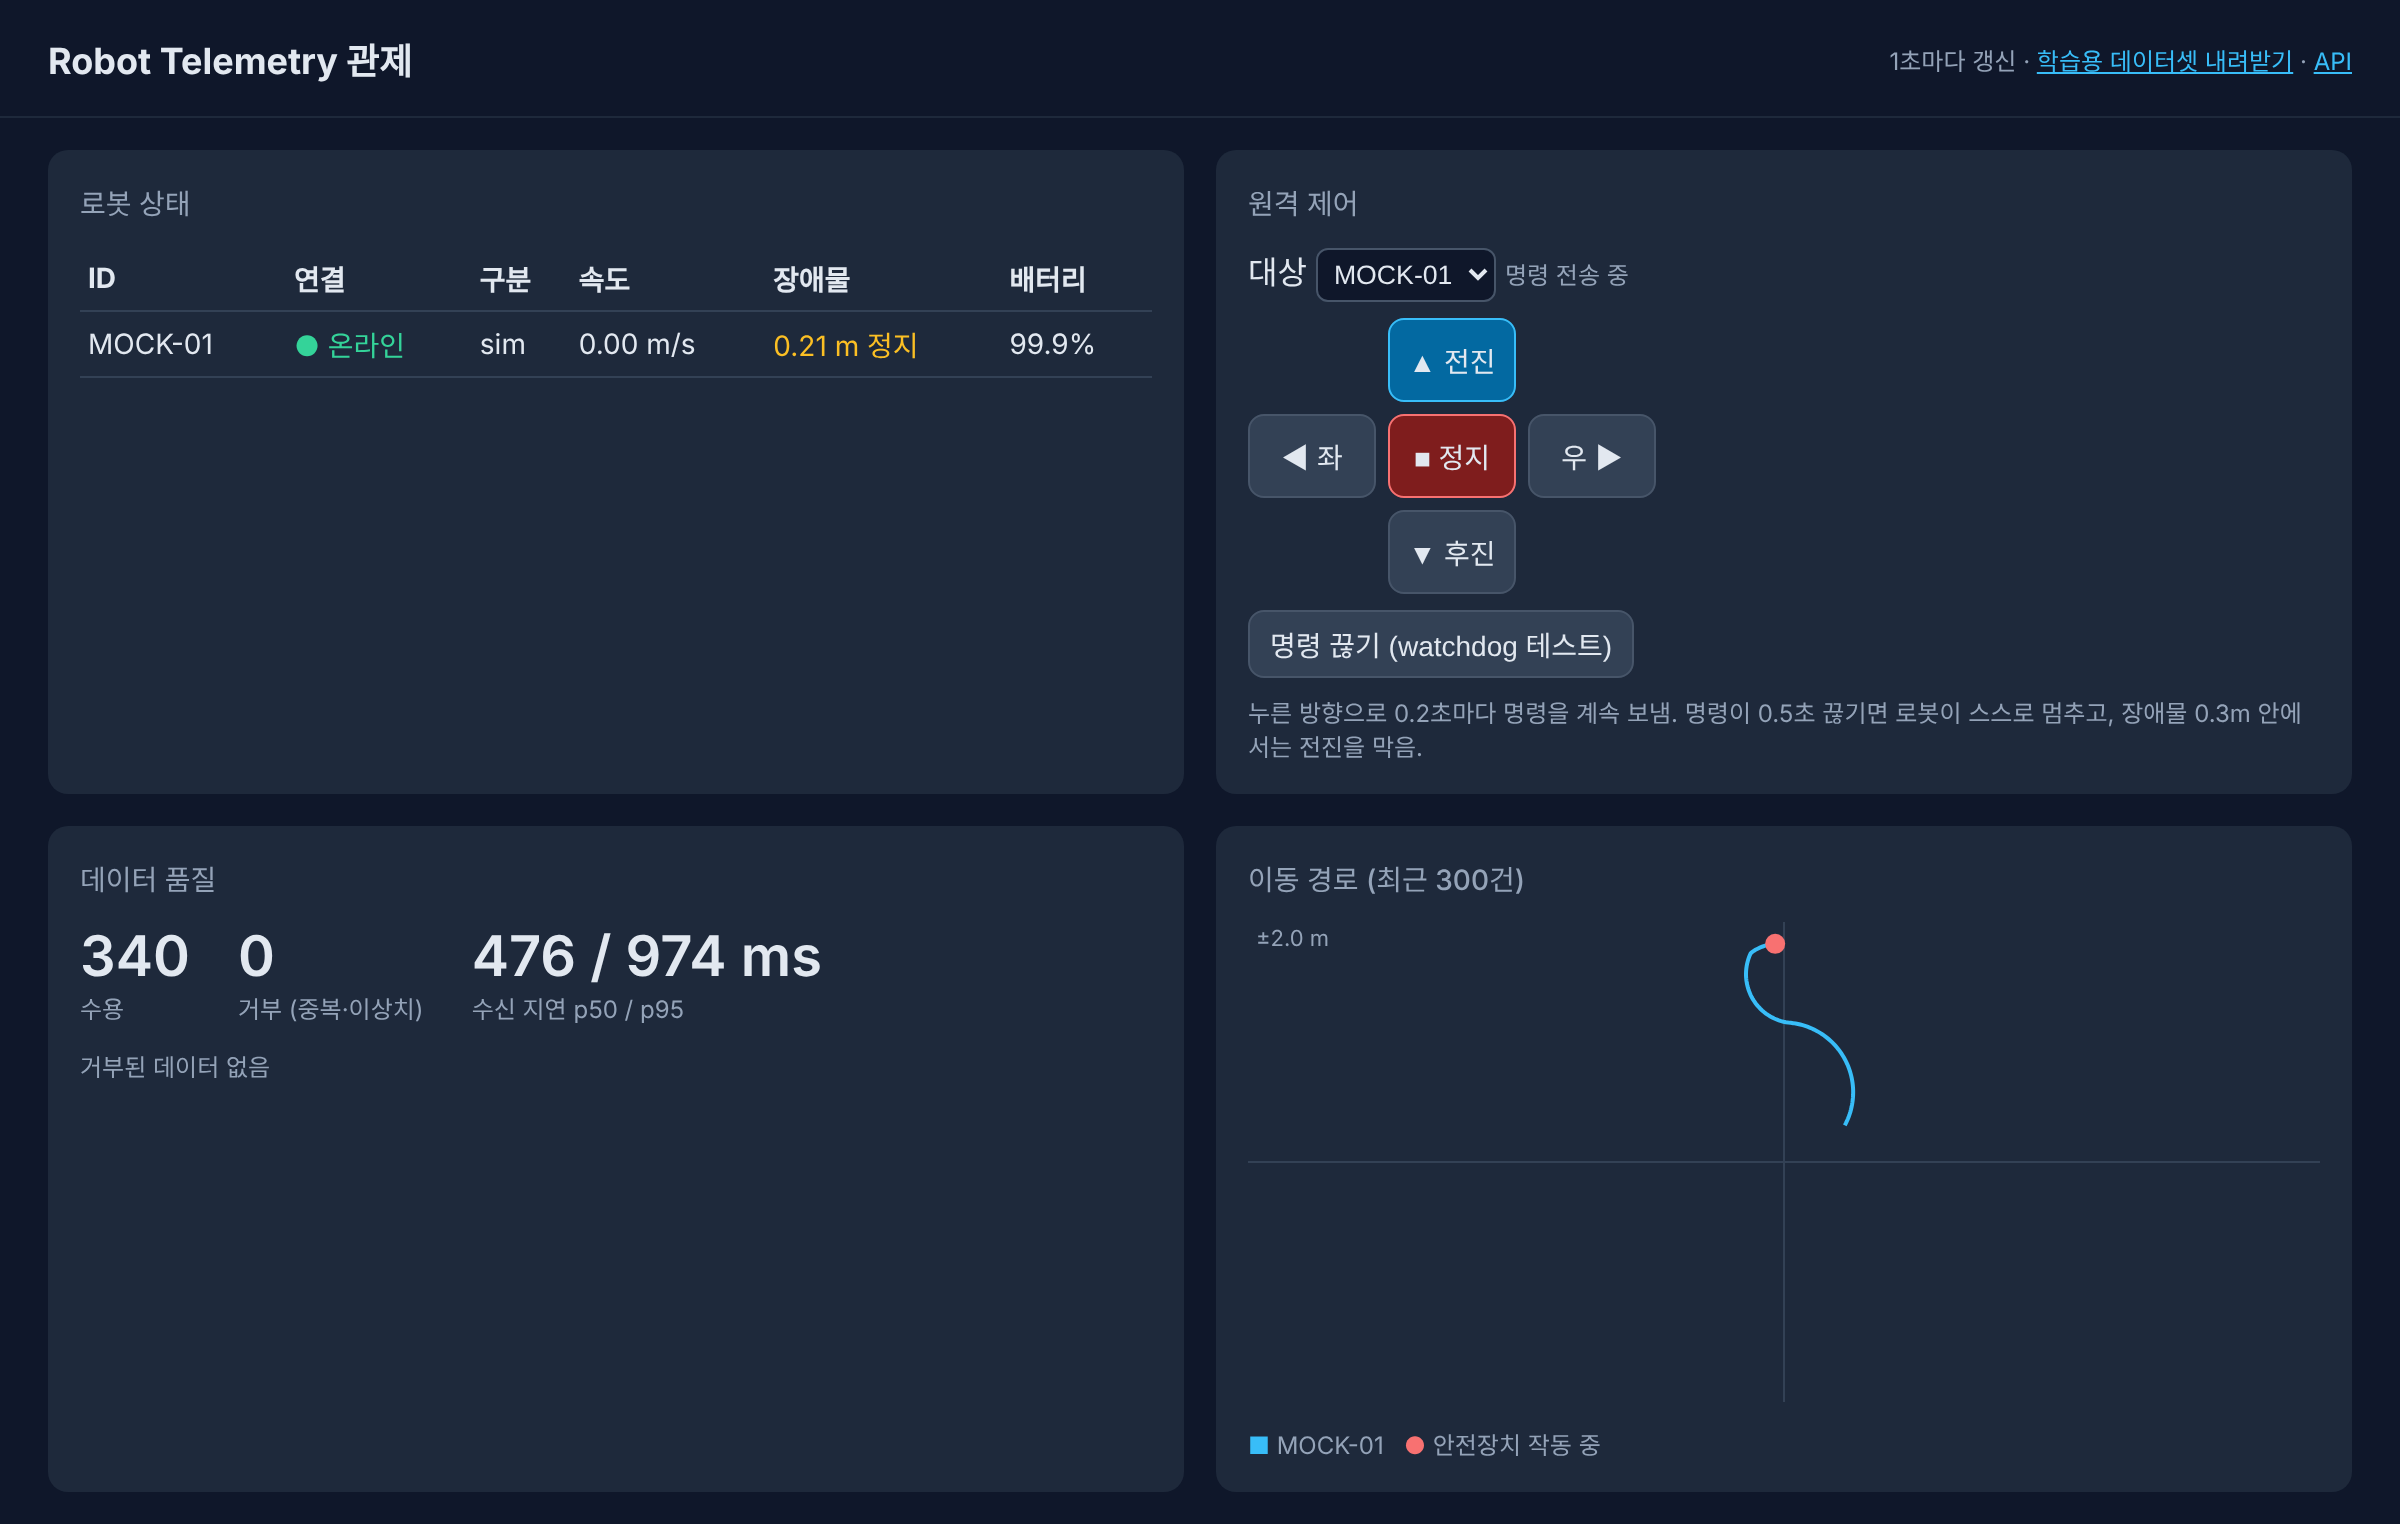 Robot Telemetry 관제
1초마다 갱신 · 학습용 데이터셋 내려받기 · API
로봇 상태
ID 연결 구분 속도 장애물 배터리
MOCK-01 ● 온라인 sim 0.00 m/s 0.21 m 정지 99.9%
원격 제어
대상 MOCK-01 명령 전송 중
▲ 전진
◀ 좌 ■ 정지 우 ▶
▼ 후진
명령 끊기 (watchdog 테스트)
누른 방향으로 0.2초마다 명령을 계속 보냄. 명령이 0.5초 끊기면 로봇이 스스로 멈추고, 장애물 0.3m 안에
서는 전진을 막음.
데이터 품질
340 0 476 / 974 ms
수용 거부 (중복·이상치) 수신 지연 p50 / p95
거부된 데이터 없음
이동 경로 (최근 300건)
±2.0 m
MOCK-01 안전장치 작동 중